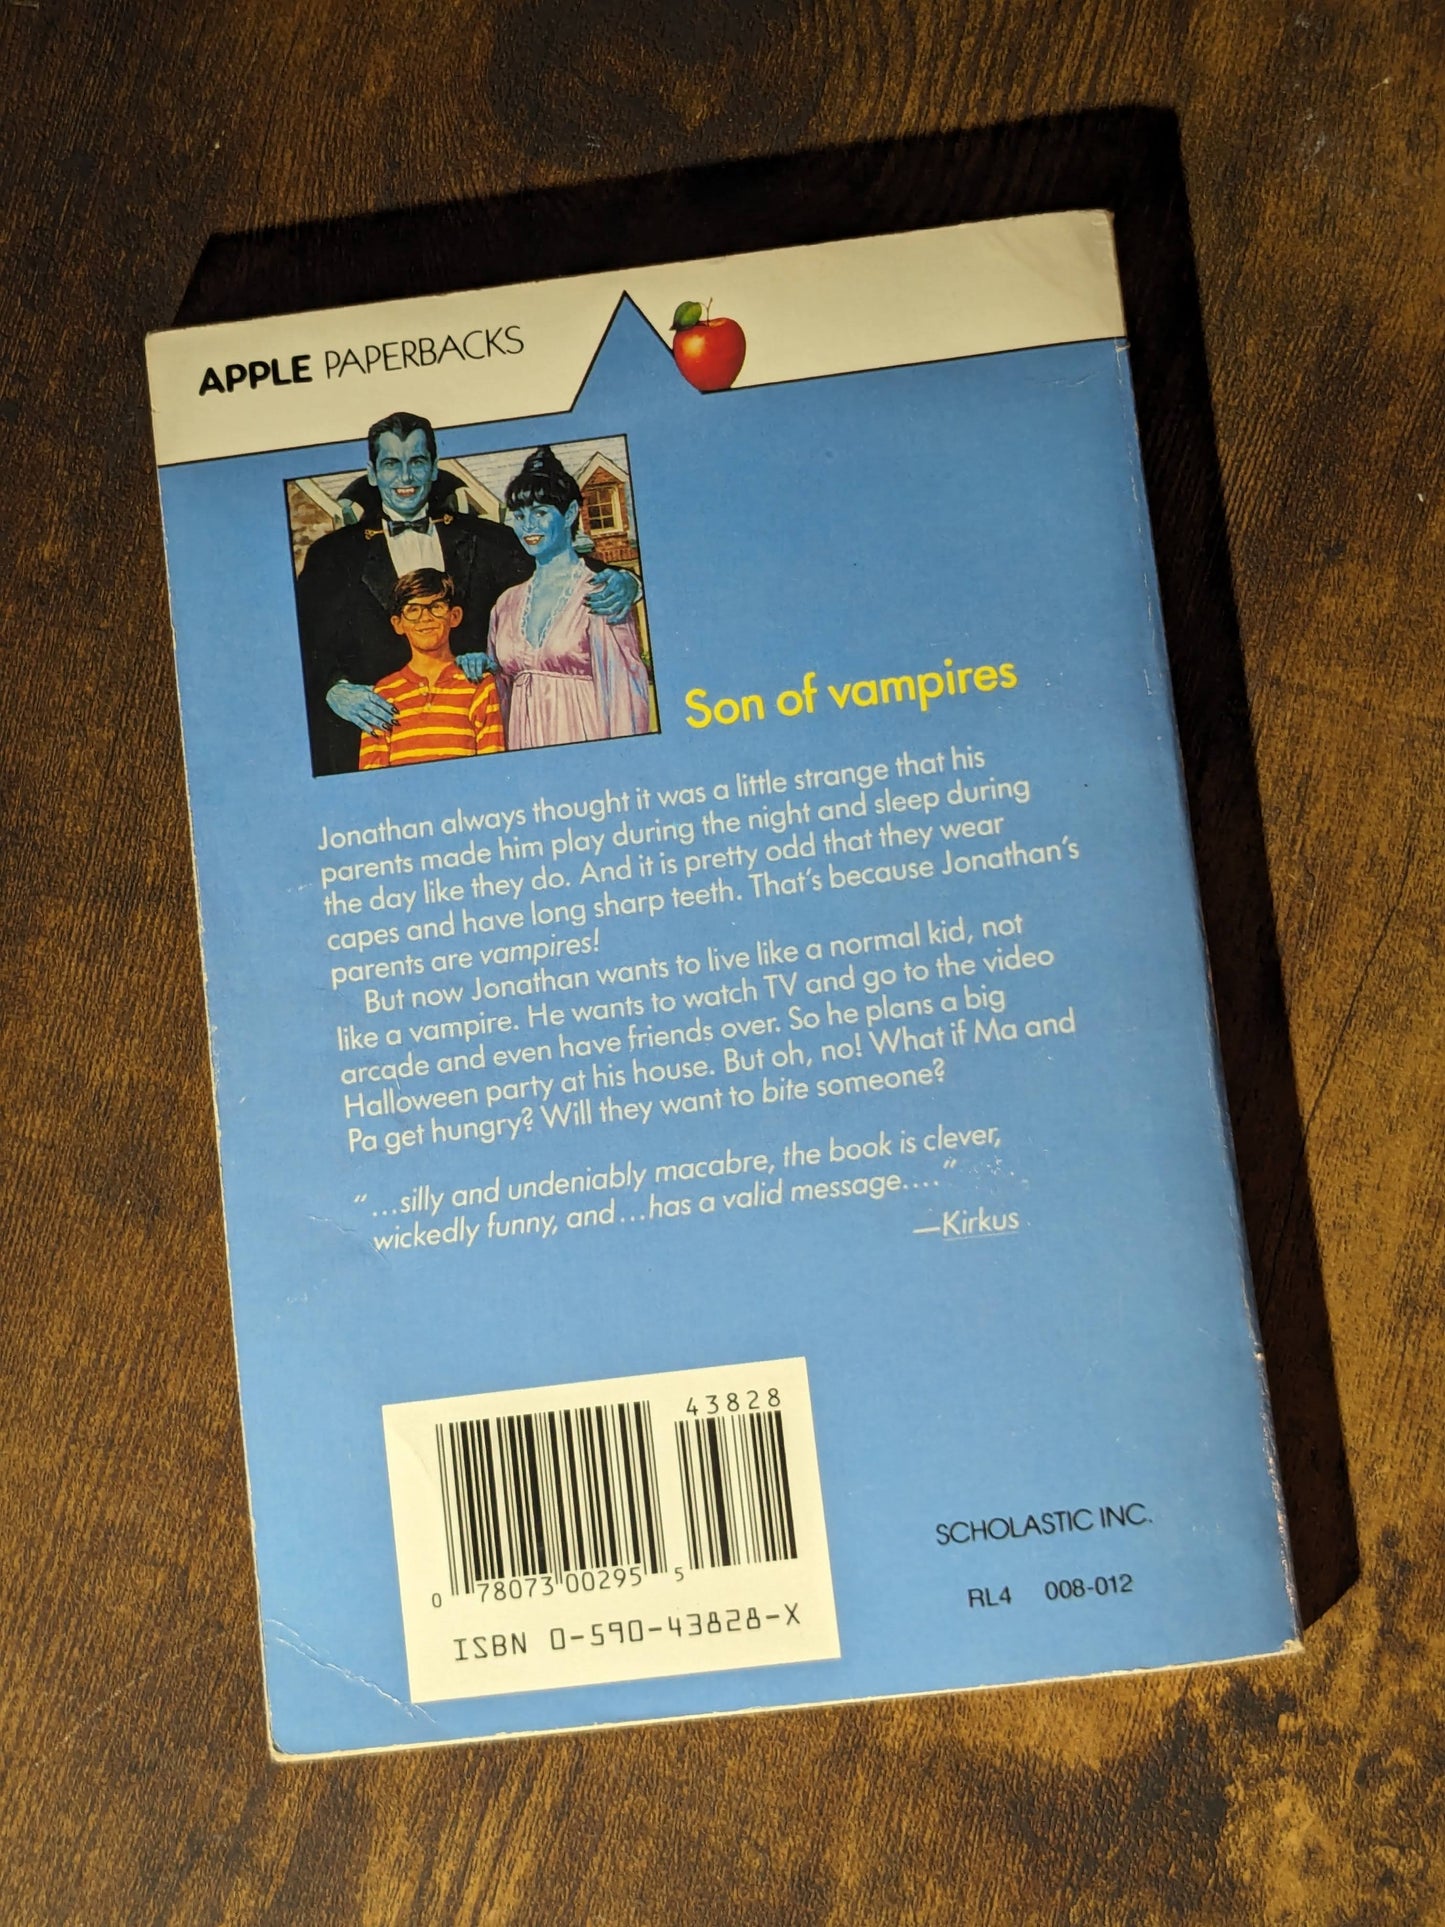 APPLE PAPERBACKS
Son of vampires
Jonathan always thought it was a little strange that his
parents made him play during the night and sleep during
the day like they do. And it is pretty odd that they wear
capes and have long sharp teeth. That's because Jonathan's
parents are vampires!
But now Jonathan wants to live like a normal kid, not
like a vampire. He wants to watch TV and go to the video
arcade and even have friends over. So he plans a big
Halloween party at his house. But oh, no! What if Ma and
Pa get hungry? Will they want to bite someone?
"...silly and undeniably macabre, the book is clever,
wickedly funny, and...has a valid message...."
—Kirkus
43828
0 78073 00295 5
ISBN 0-590-43828-X
SCHOLASTIC INC.
RL4 008-012